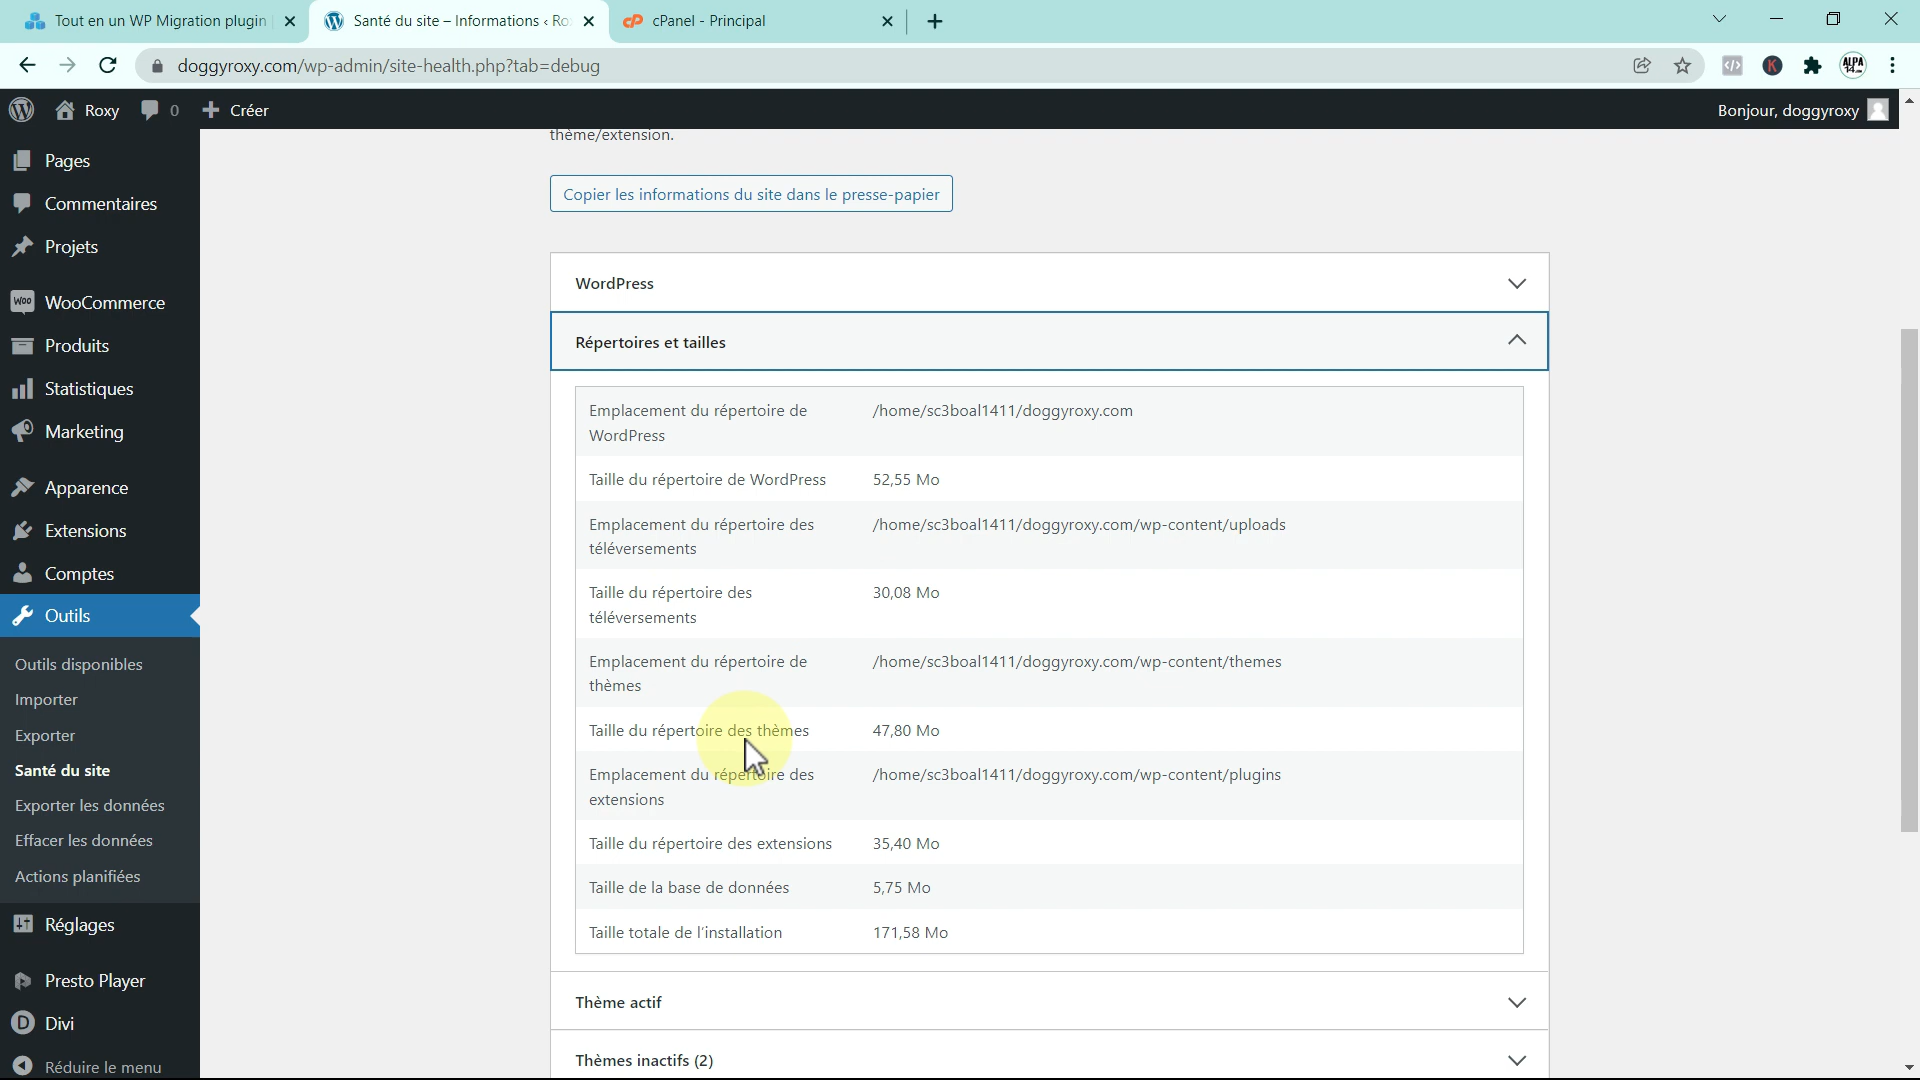 Tout en un WP Migration plugin
Santé du site – Informations ‹ Ro
cPanel - Principal
doggyroxy.com/wp-admin/site-health.php?tab=debug
Roxy
0
Créer
Bonjour, doggyroxy
Pages
Commentaires
Projets
WooCommerce
Produits
Statistiques
Marketing
Apparence
Extensions
Comptes
Outils
Outils disponibles
Importer
Exporter
Santé du site
Exporter les données
Effacer les données
Actions planifiées
Réglages
Presto Player
Divi
Réduire le menu
thème/extension.
Copier les informations du site dans le presse-papier
WordPress
Répertoires et tailles
Emplacement du répertoire de
WordPress
/home/sc3boal1411/doggyroxy.com
Taille du répertoire de WordPress
52,55 Mo
Emplacement du répertoire des
téléversements
/home/sc3boal1411/doggyroxy.com/wp-content/uploads
Taille du répertoire des
téléversements
30,08 Mo
Emplacement du répertoire de
thèmes
/home/sc3boal1411/doggyroxy.com/wp-content/themes
Taille du répertoire des thèmes
47,80 Mo
Emplacement du répertoire des
extensions
/home/sc3boal1411/doggyroxy.com/wp-content/plugins
Taille du répertoire des extensions
35,40 Mo
Taille de la base de données
5,75 Mo
Taille totale de l'installation
171,58 Mo
Thème actif
Thèmes inactifs (2)